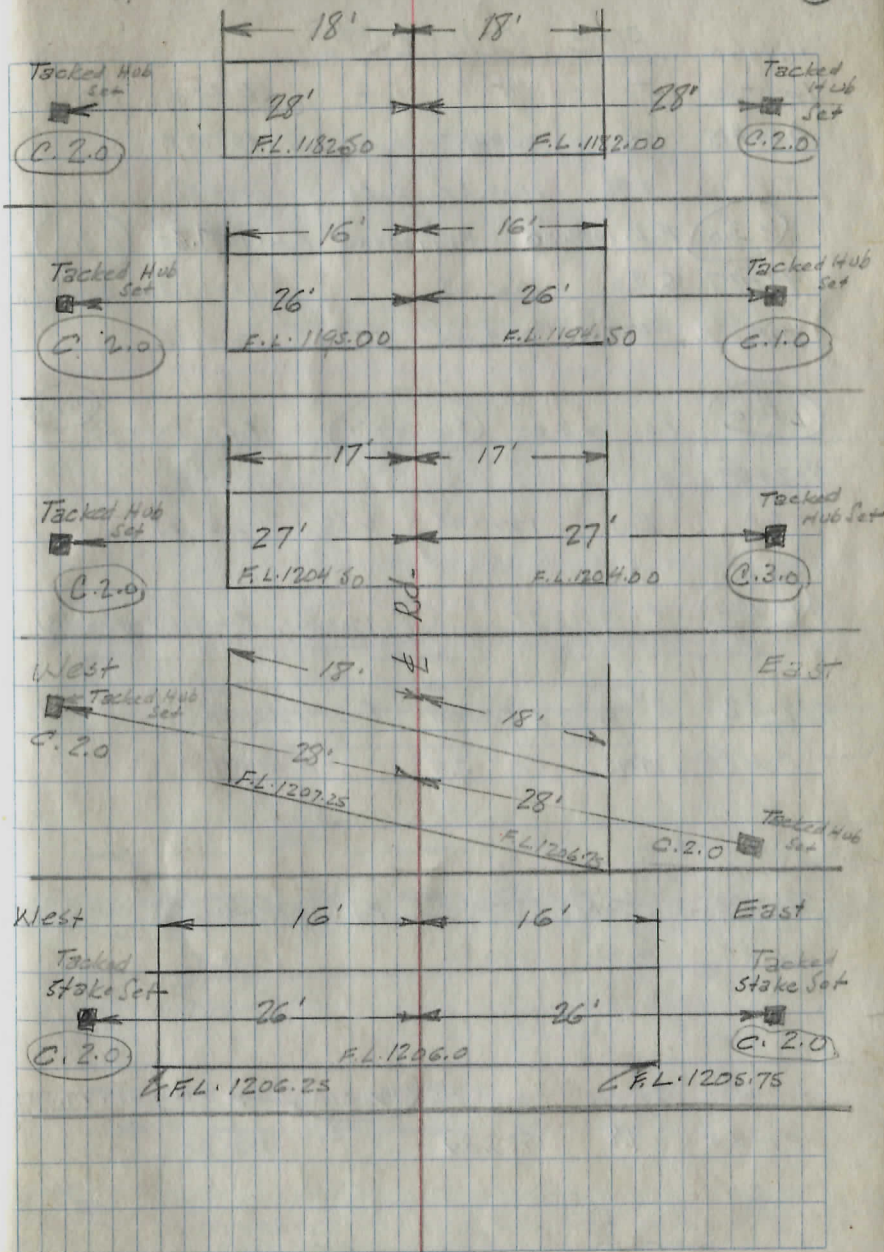 18' 18'
Tacked Hub Set 28' 28' Tacked Hub Set
C. 2.0 F.L. 1182.50 F.L. 1182.00 C. 2.0
16' 16'
Tacked Hub Set 26' 26' Tacked Hub Set
C 2.0 F.L. 1195.00 F.L. 1194.50 C. 1.0
17' 17'
Tacked Hub Set 27' 27' Tacked Hub Set
C. 2.0 F.L. 1204.50 F.L. 1204.00 C. 3.0
℄ Rd.
West 18' East
Tacked Hub Set 18'
C. 2.0 28'
F.L. 1207.25 28'
F.L. 1206.75 C. 2.0 Tacked Hub Set
West 16' 16' East
Tacked Stake Set 26' 26' Tacked Stake Set
C. 2.0 F.L. 1206.0 C. 2.0
F.L. 1206.25 F.L. 1205.75